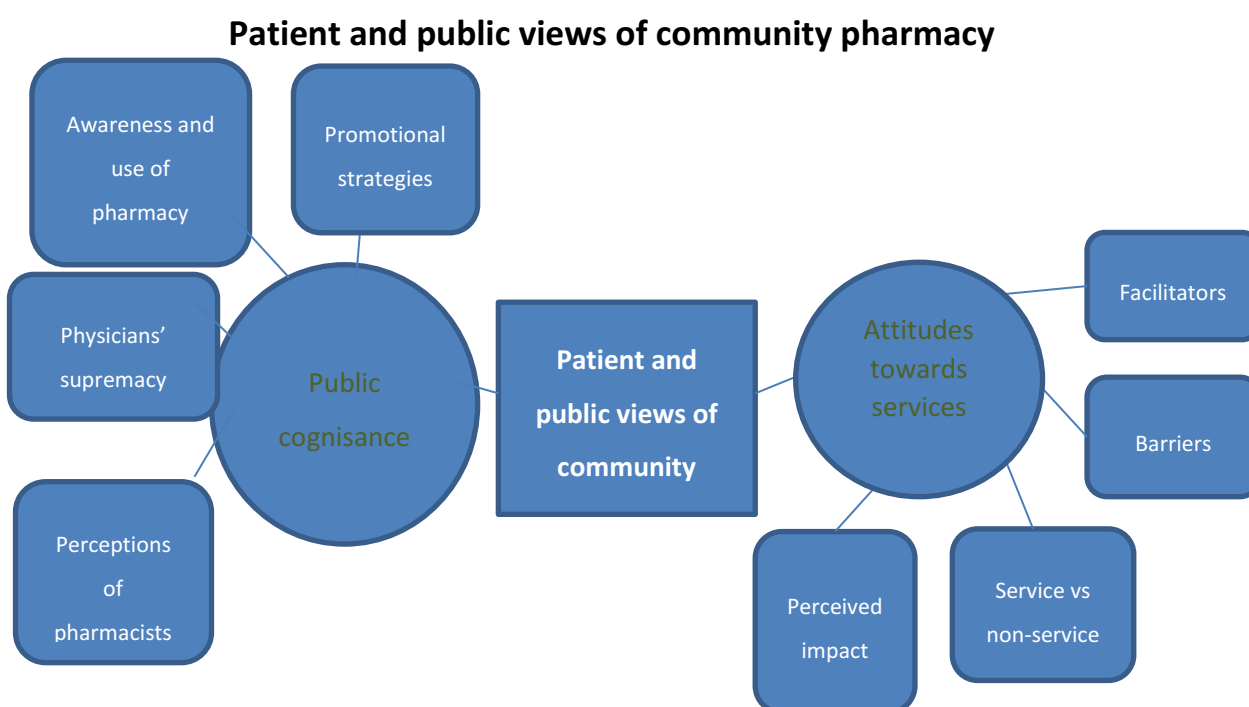 Patient and public views of community pharmacy
Awareness and
use of
pharmacy
Promotional
strategies
Physicians’
supremacy
Public
cognisance
Perceptions
of
pharmacists
Patient and
public views of
community
Attitudes
towards
services
Facilitators
Barriers
Perceived
impact
Service vs
non-service